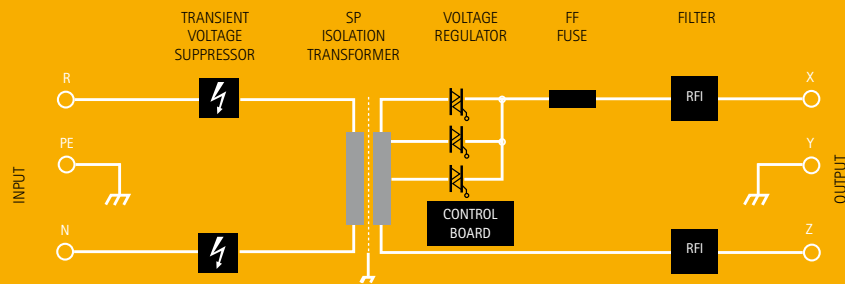 TRANSIENT
VOLTAGE
SUPPRESSOR
SP
ISOLATION
TRANSFORMER
VOLTAGE
REGULATOR
FF
FUSE
FILTER
R
PE
N
INPUT
CONTROL
BOARD
RFI
RFI
X
Y
Z
OUTPUT